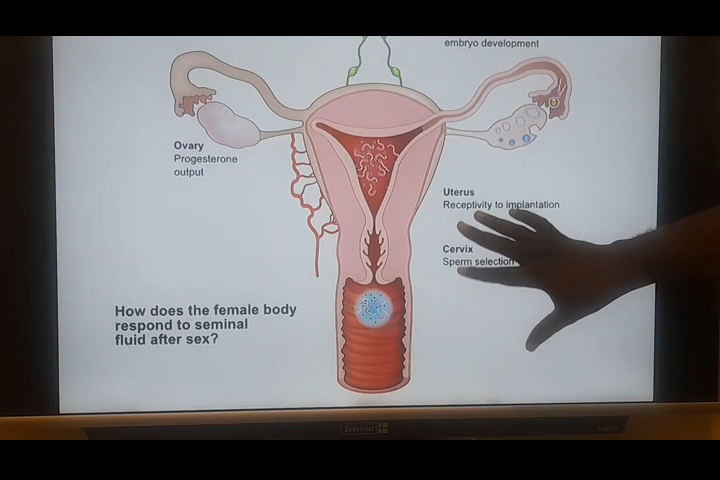 embryo development
Ovary
Progesterone
output
Uterus
Receptivity to implantation
Cervix
Sperm selection
How does the female body
respond to seminal
fluid after sex?